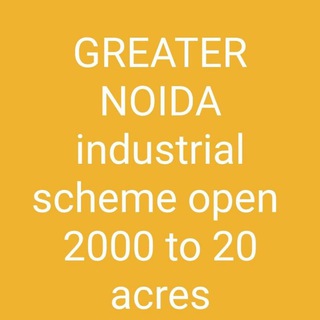 GREATER
NOIDA
industrial
scheme open
2000 to 20
acres